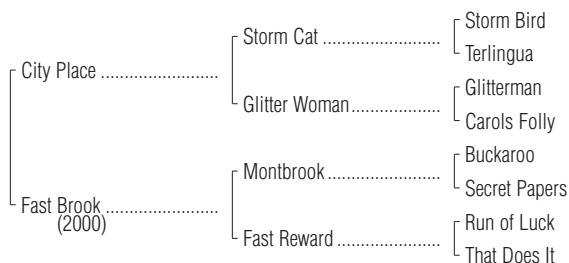 Storm Bird
Storm Cat ........................
Terlingua
City Place ........................
Glitterman
Glitter Woman ..................
Carols Folly
Buckaroo
Montbrook .......................
Secret Papers
Fast Brook .......................
(2000)
Run of Luck
Fast Reward .....................
That Does It